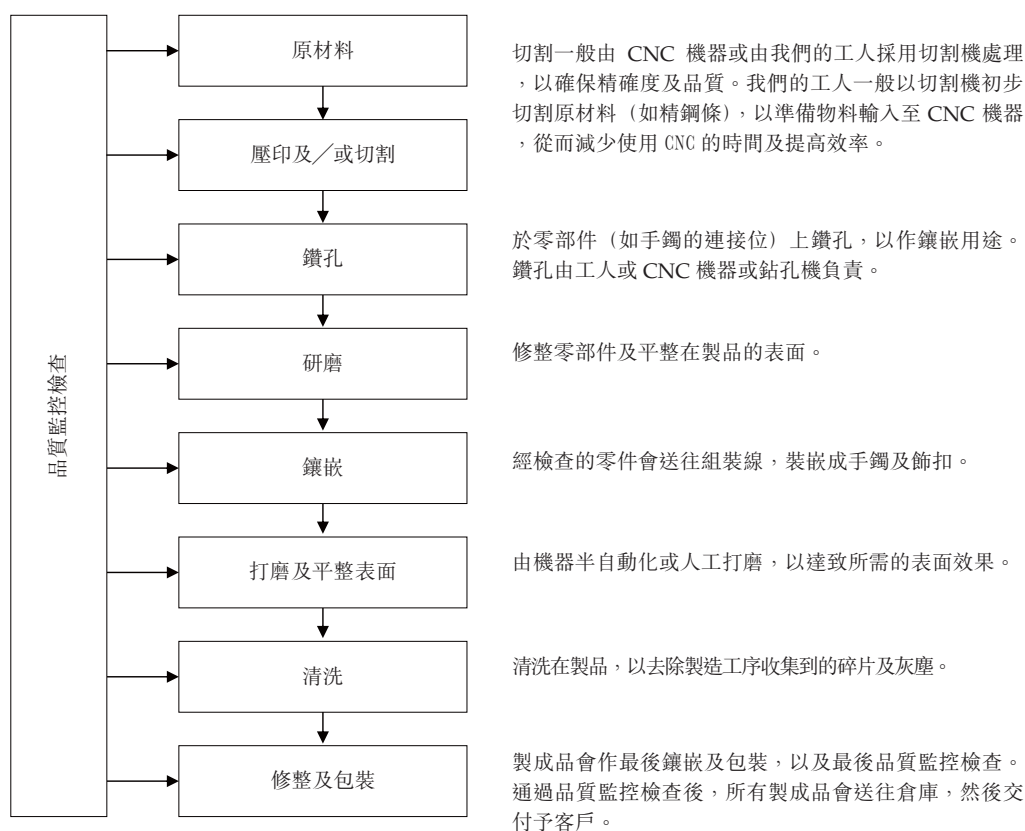 品質監控檢查
原材料
切割一般由 CNC 機器或由我們的工人採用切割機處理
，以確保精確度及品質。我們的工人一般以切割機初步
切割原材料（如精鋼條），以準備物料輸入至 CNC 機器
，從而減少使用 CNC 的時間及提高效率。
壓印及／或切割
鑽孔
於零部件（如手鐲的連接位）上鑽孔，以作鑲嵌用途。
鑽孔由工人或 CNC 機器或鉆孔機負責。
研磨
修整零部件及平整在製品的表面。
鑲嵌
經檢查的零件會送往組裝線，裝嵌成手鐲及飾扣。
打磨及平整表面
由機器半自動化或人工打磨，以達致所需的表面效果。
清洗
清洗在製品，以去除製造工序收集到的碎片及灰塵。
修整及包裝
製成品會作最後鑲嵌及包裝，以及最後品質監控檢查。
通過品質監控檢查後，所有製成品會送往倉庫，然後交
付予客戶。